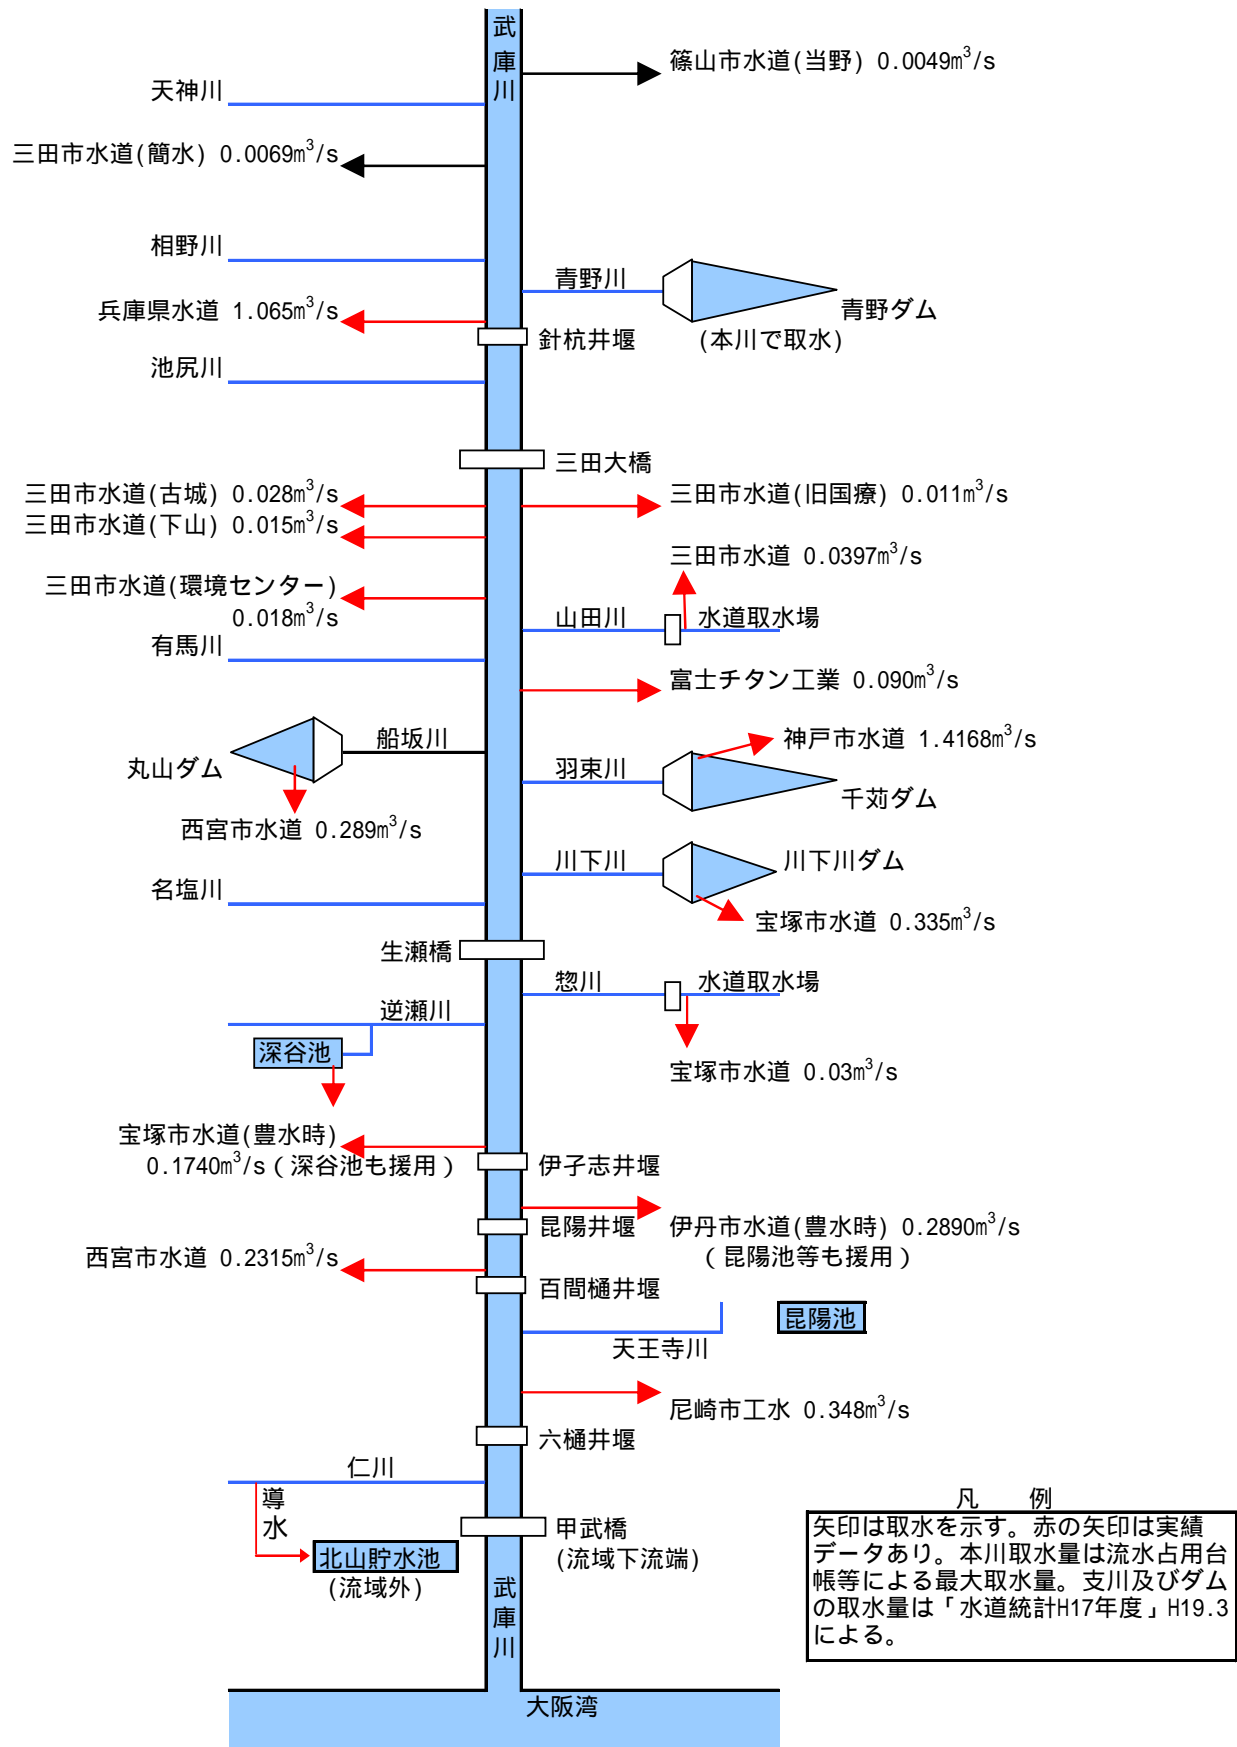 武庫川
篠山市水道(当野) 0.0049m³/s
天神川
三田市水道(簡水) 0.0069m³/s
相野川
青野川
青野ダム
兵庫県水道 1.065m³/s
針杭井堰
(本川で取水)
池尻川
三田大橋
三田市水道(古城) 0.028m³/s
三田市水道(旧国療) 0.011m³/s
三田市水道(下山) 0.015m³/s
三田市水道 0.0397m³/s
三田市水道(環境センター)
0.018m³/s
山田川
水道取水場
有馬川
富士チタン工業 0.090m³/s
船坂川
神戸市水道 1.4168m³/s
丸山ダム
羽束川
千苅ダム
西宮市水道 0.289m³/s
川下川
川下川ダム
名塩川
宝塚市水道 0.335m³/s
生瀬橋
惣川
水道取水場
逆瀬川
深谷池
宝塚市水道 0.03m³/s
宝塚市水道(豊水時)
0.1740m³/s(深谷池も援用)
伊孑志井堰
昆陽井堰
伊丹市水道(豊水時) 0.2890m³/s
(昆陽池等も援用)
西宮市水道 0.2315m³/s
百間樋井堰
昆陽池
天王寺川
尼崎市工水 0.348m³/s
六樋井堰
仁川
導水
甲武橋
(流域下流端)
北山貯水池
(流域外)
武庫川
凡 例
矢印は取水を示す。赤の矢印は実績
データあり。本川取水量は流水占用台
帳等による最大取水量。支川及びダム
の取水量は「水道統計H17年度」H19.3
による。
大阪湾